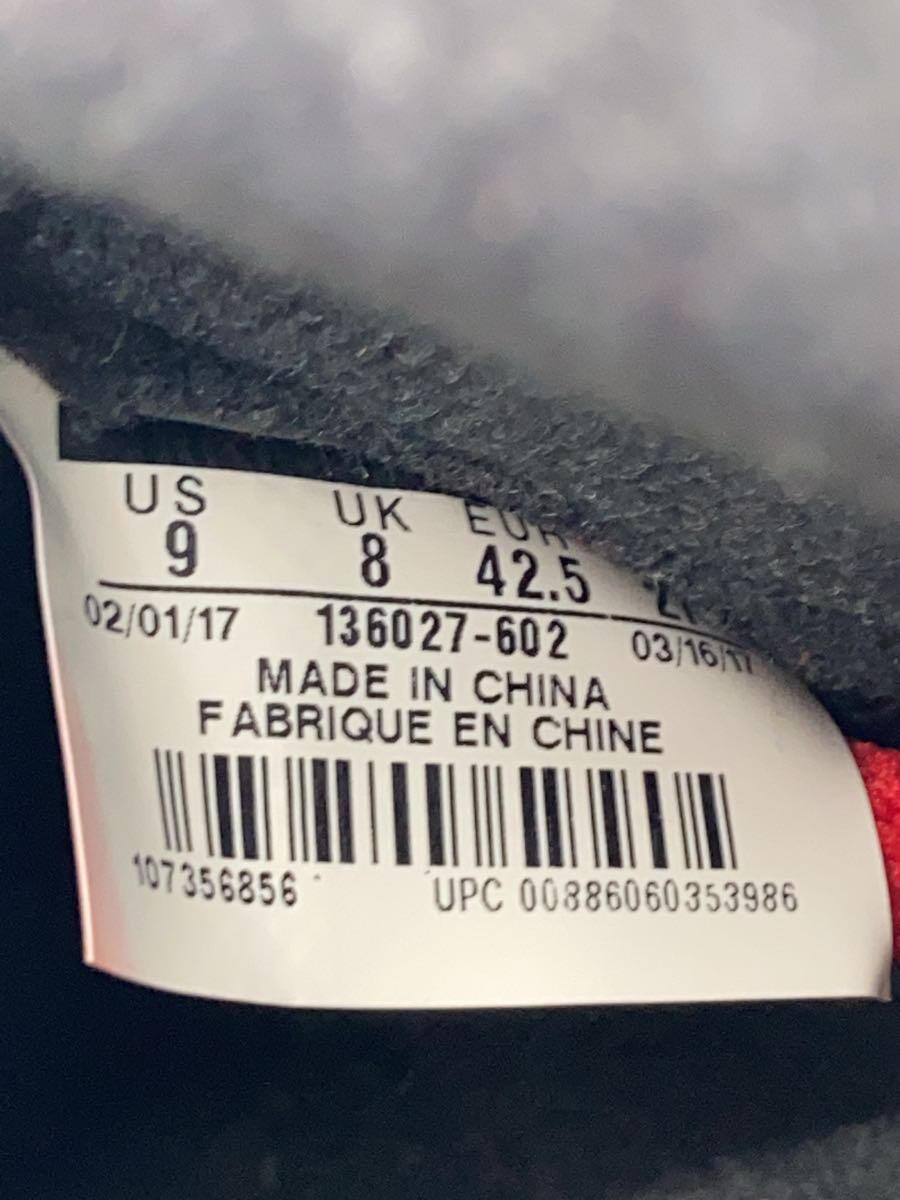 US UK EUR
9 8 42.5
02/01/17 136027-602 03/16/17
MADE IN CHINA
FABRIQUE EN CHINE
107356856 UPC 00886060353986